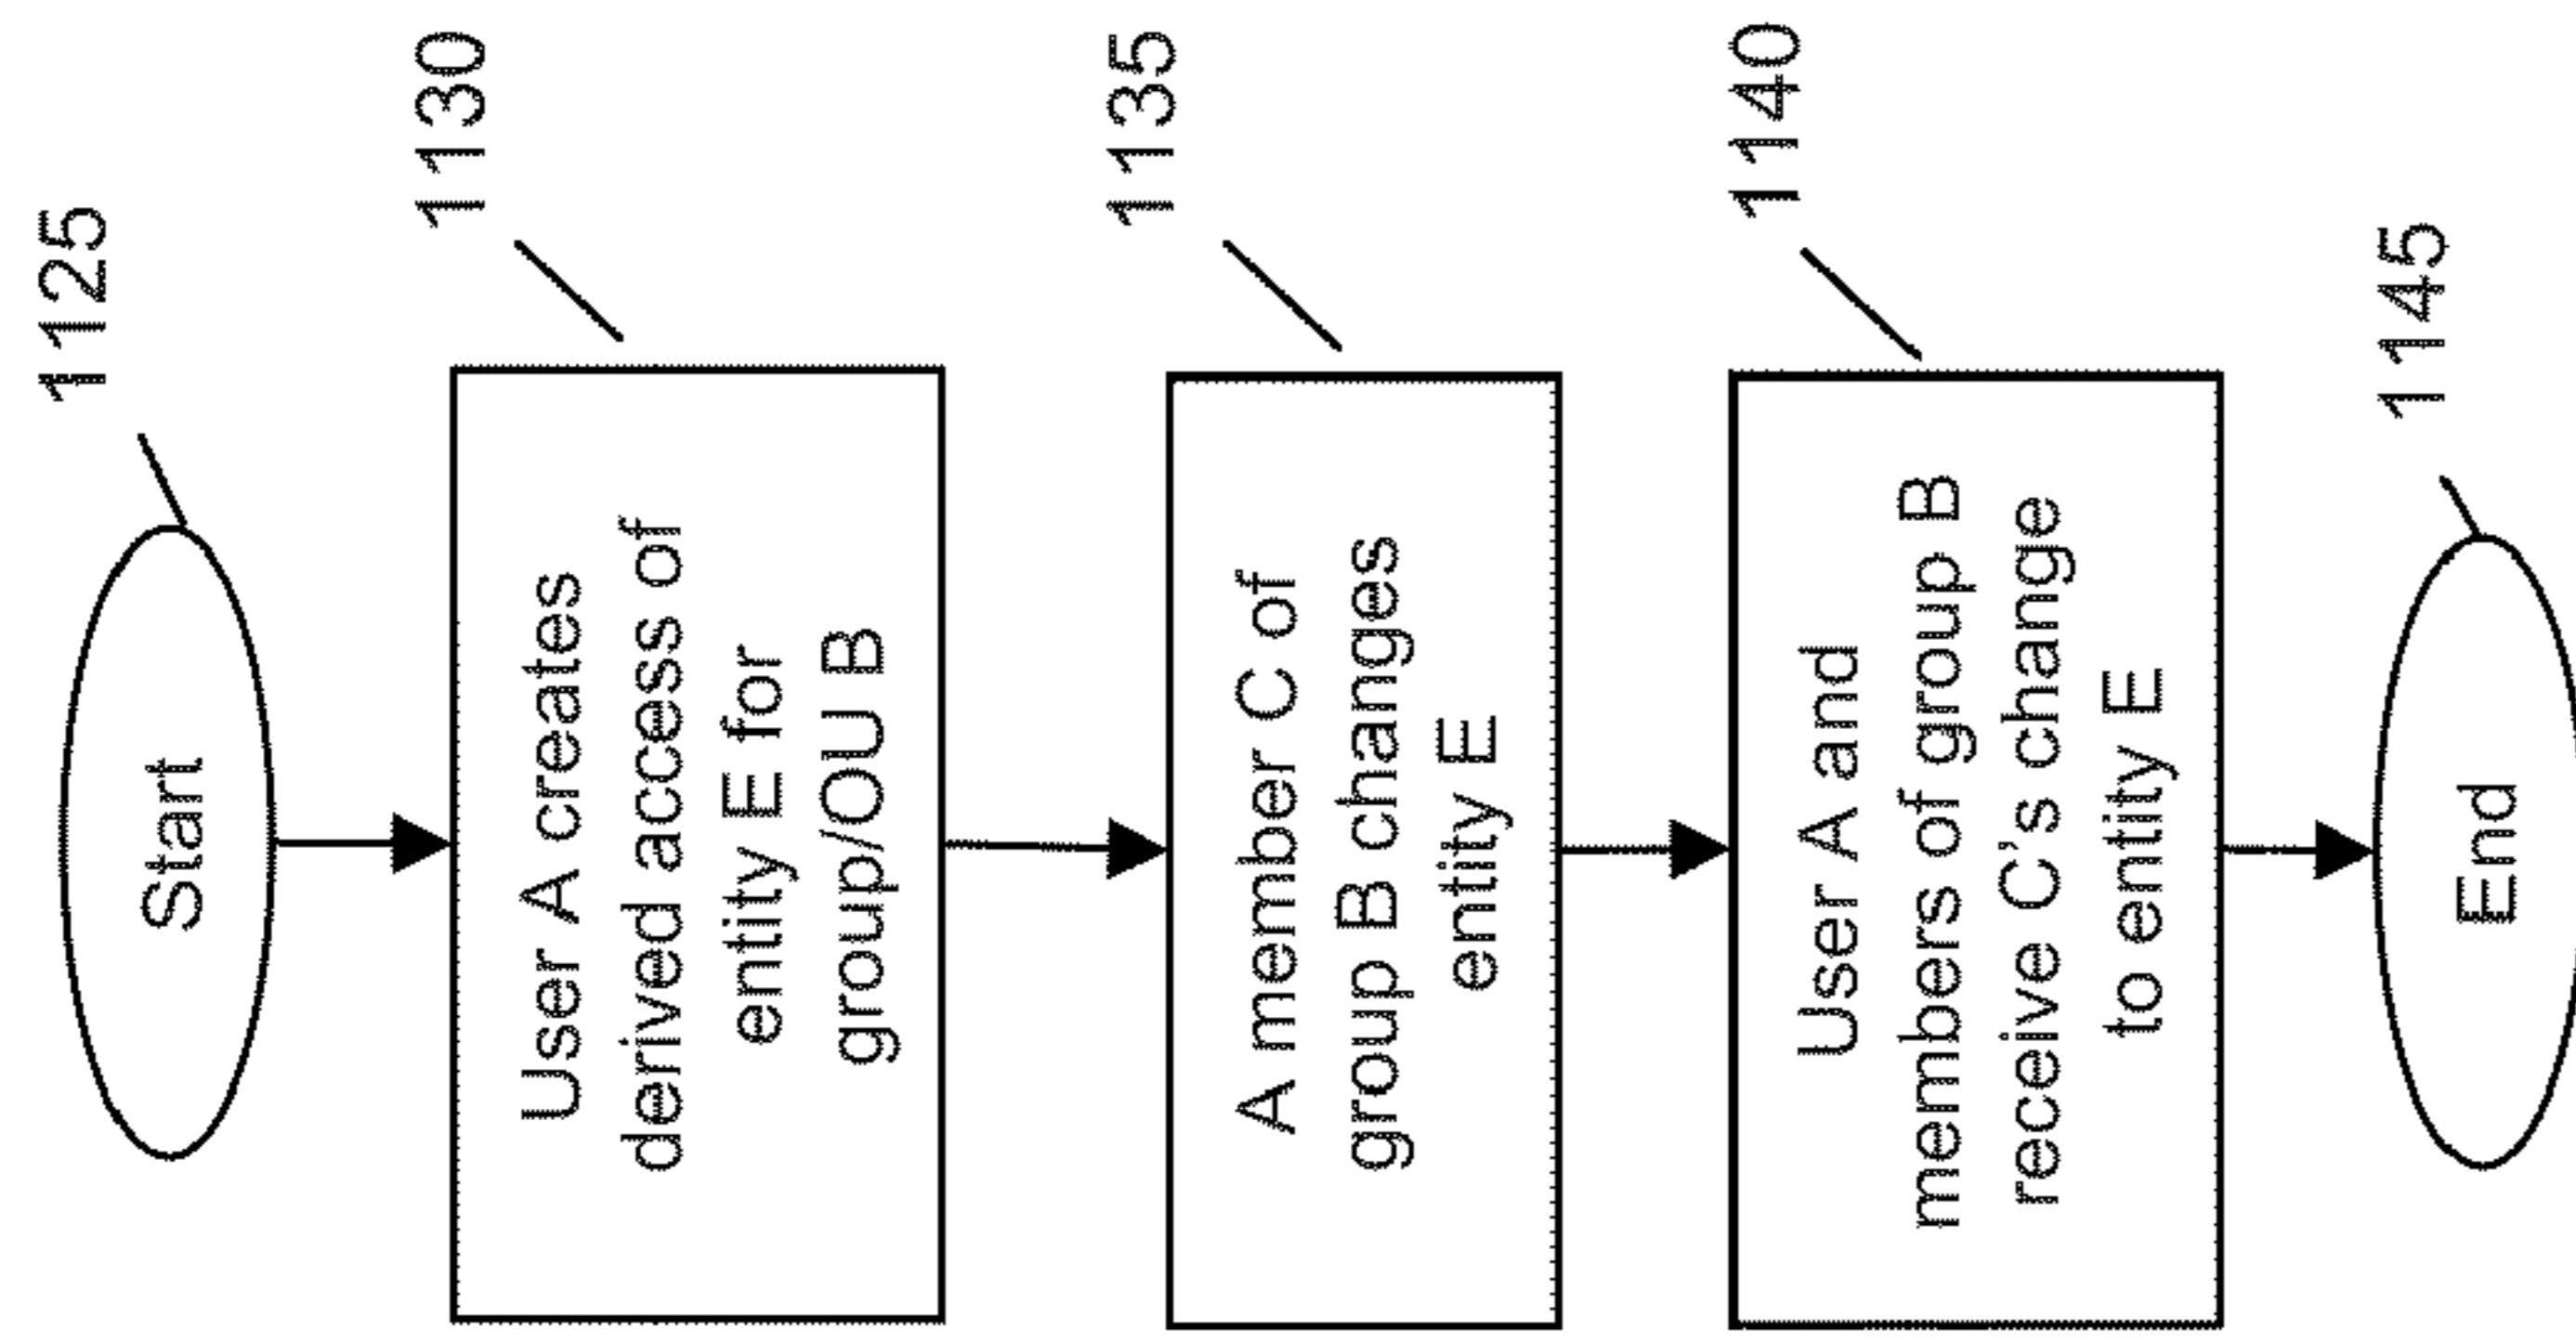 1125
Start
1130
User A creates
derived access of
entity E for
group/OU B
1135
A member C of
group B changes
entity E
1140
User A and
members of group B
receive C's change
to entity E
1145
End